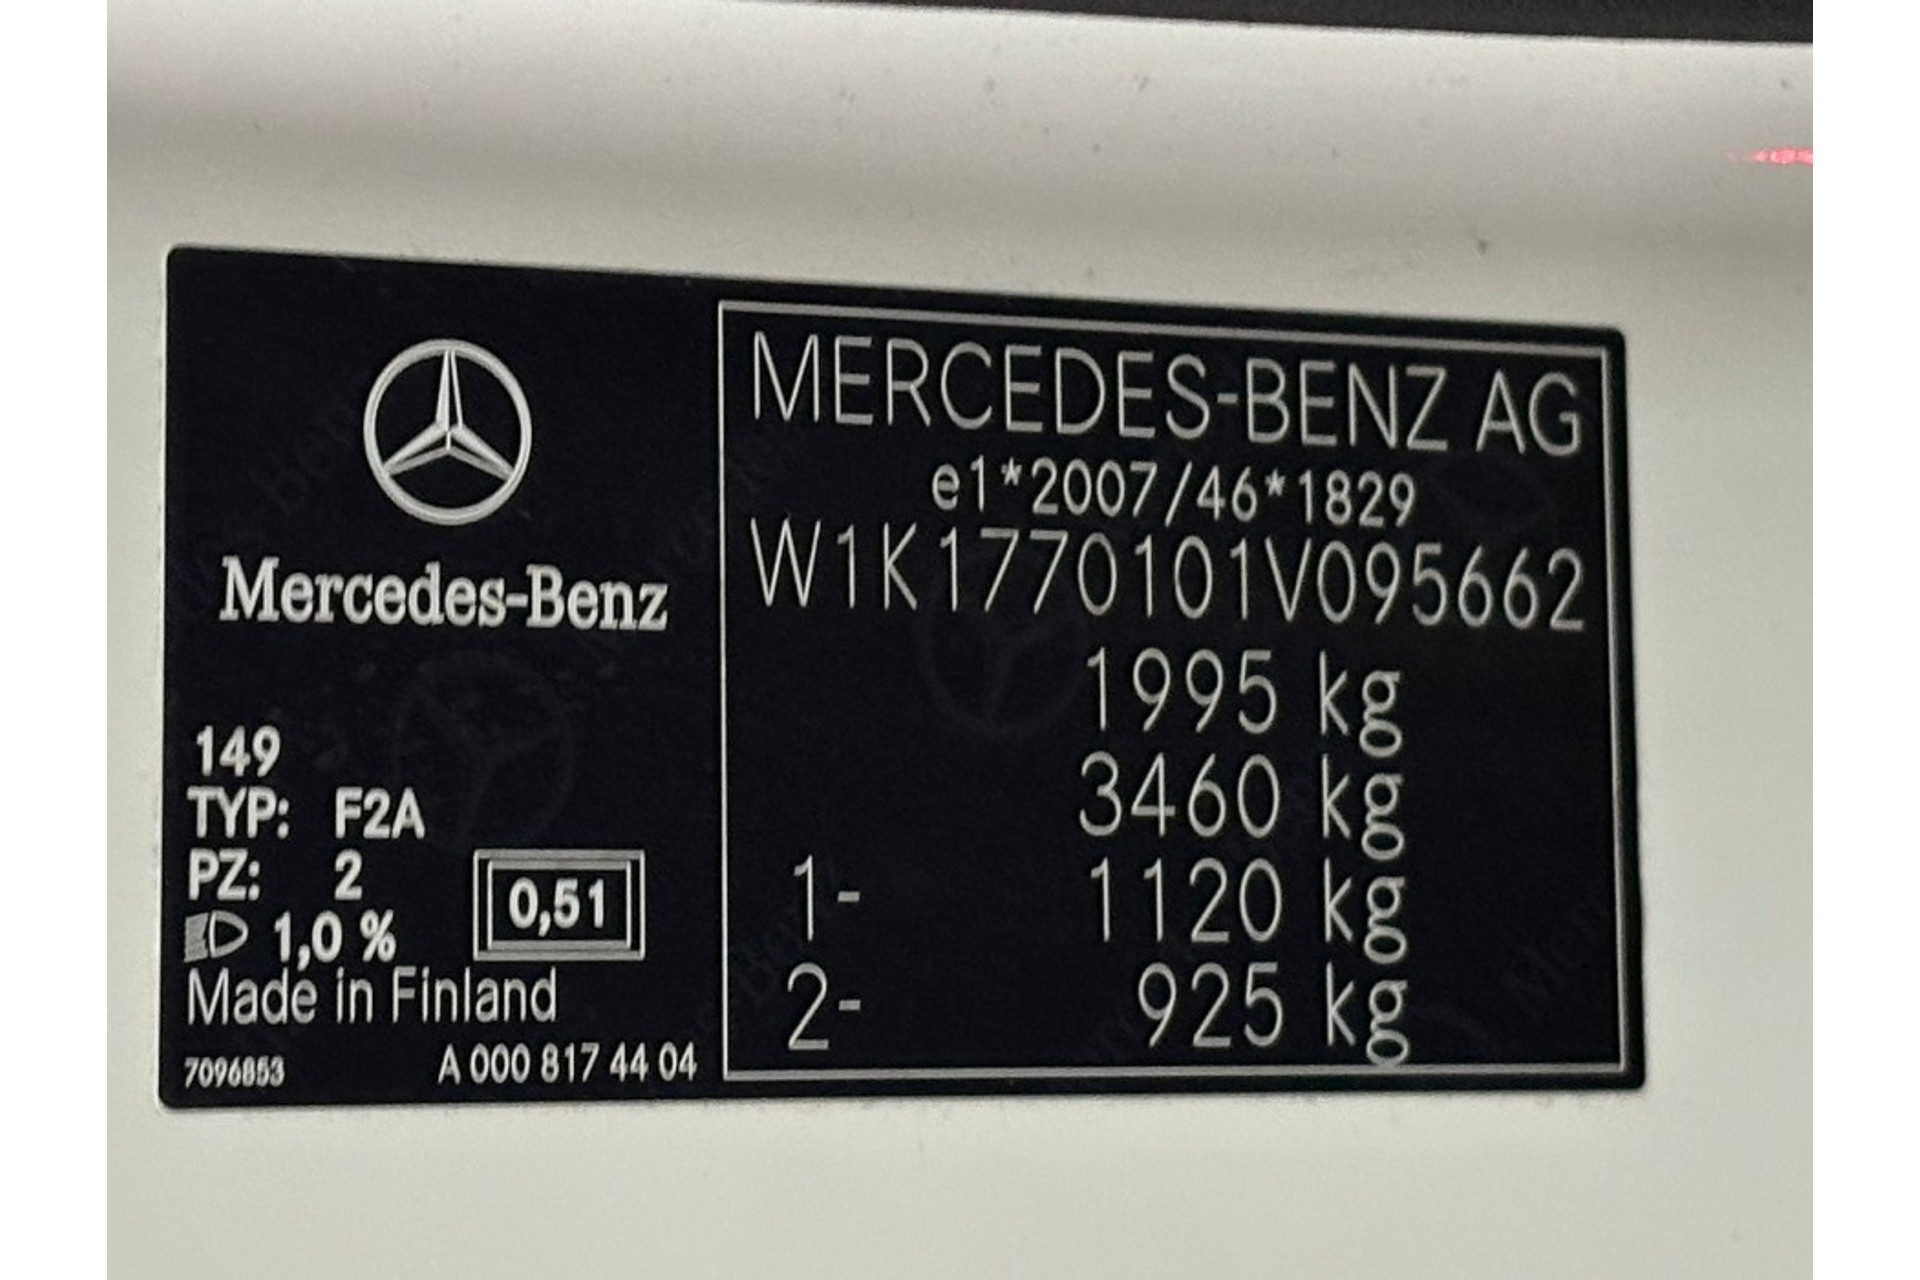 Mercedes-Benz
149
TYP: F2A
PZ: 2
1,0 %
0,51
Made in Finland
7096853
A 000 817 44 04
MERCEDES-BENZ AG
e1*2007/46*1829
W1K1770101V095662
1995 kg
3460 kg
1- 1120 kg
2- 925 kg